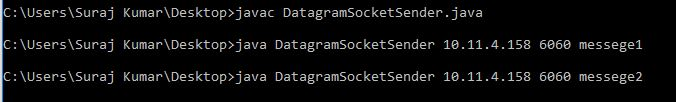 C:\Users\Suraj Kumar\Desktop>javac DatagramSocketSender.java
C:\Users\Suraj Kumar\Desktop>java DatagramSocketSender 10.11.4.158 6060 messege1
C:\Users\Suraj Kumar\Desktop>java DatagramSocketSender 10.11.4.158 6060 messege2